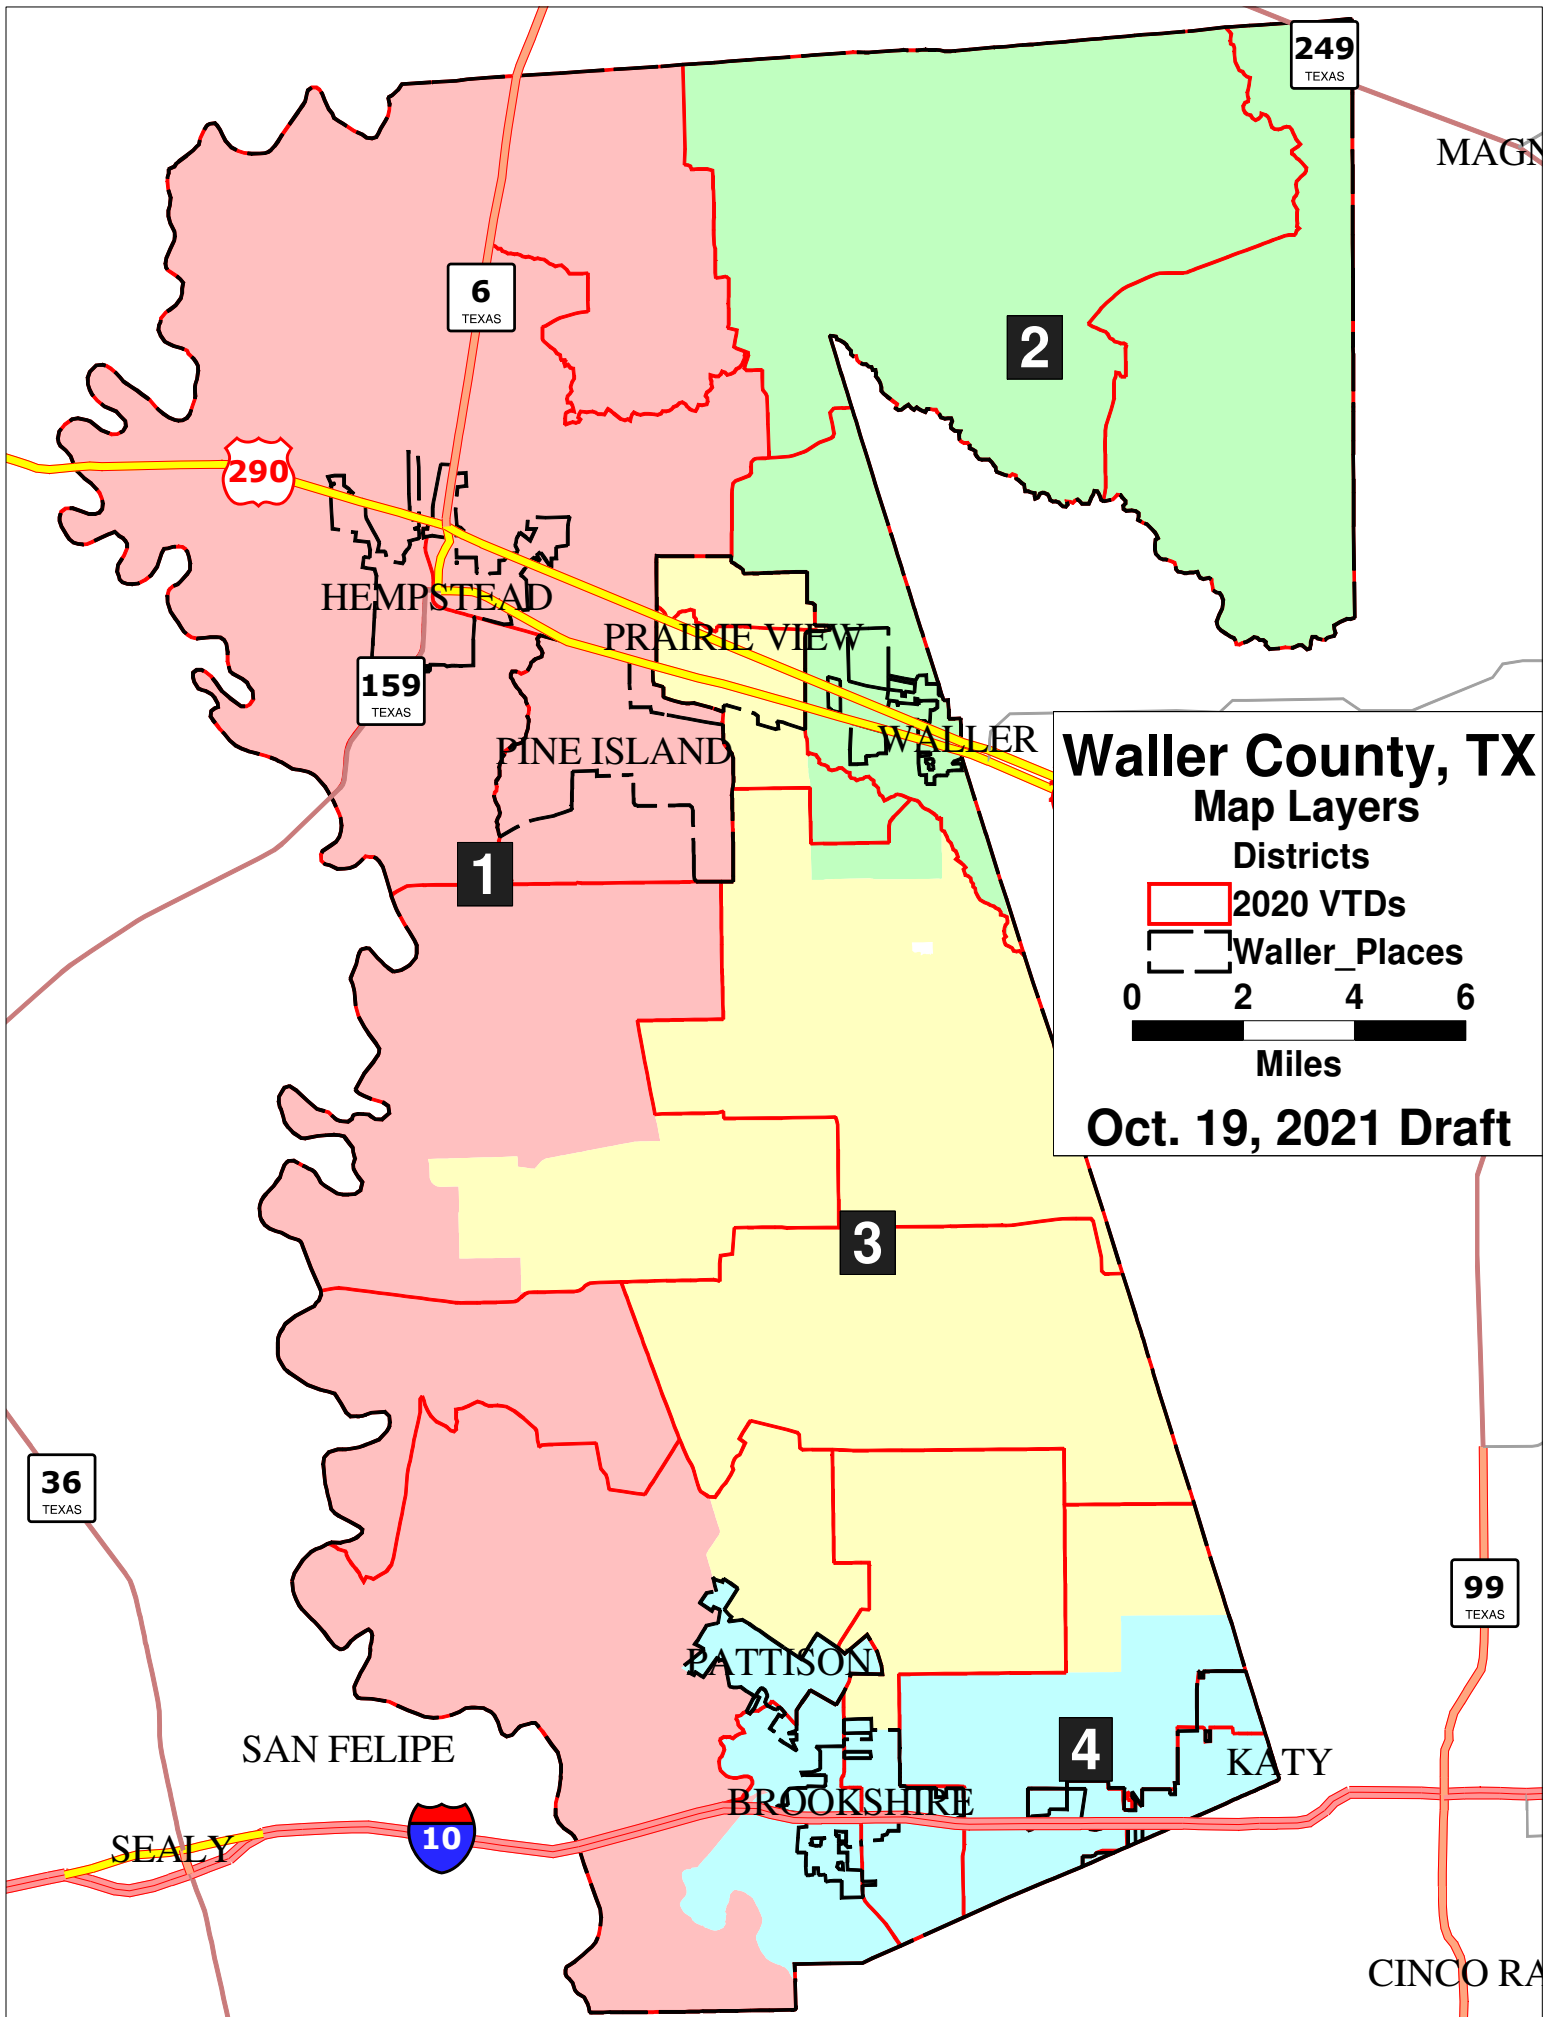 249
TEXAS
MAGN
6
TEXAS
2
290
HEMPSTEAD
PRAIRIE VIEW
159
TEXAS
PINE ISLAND
WALLER
Waller County, TX
Map Layers
Districts
2020 VTDs
Waller_Places
0 2 4 6
Miles
Oct. 19, 2021 Draft
1
3
36
TEXAS
99
TEXAS
PATTISON
SAN FELIPE
4
KATY
BROOKSHIRE
10
SEALY
CINCO RA